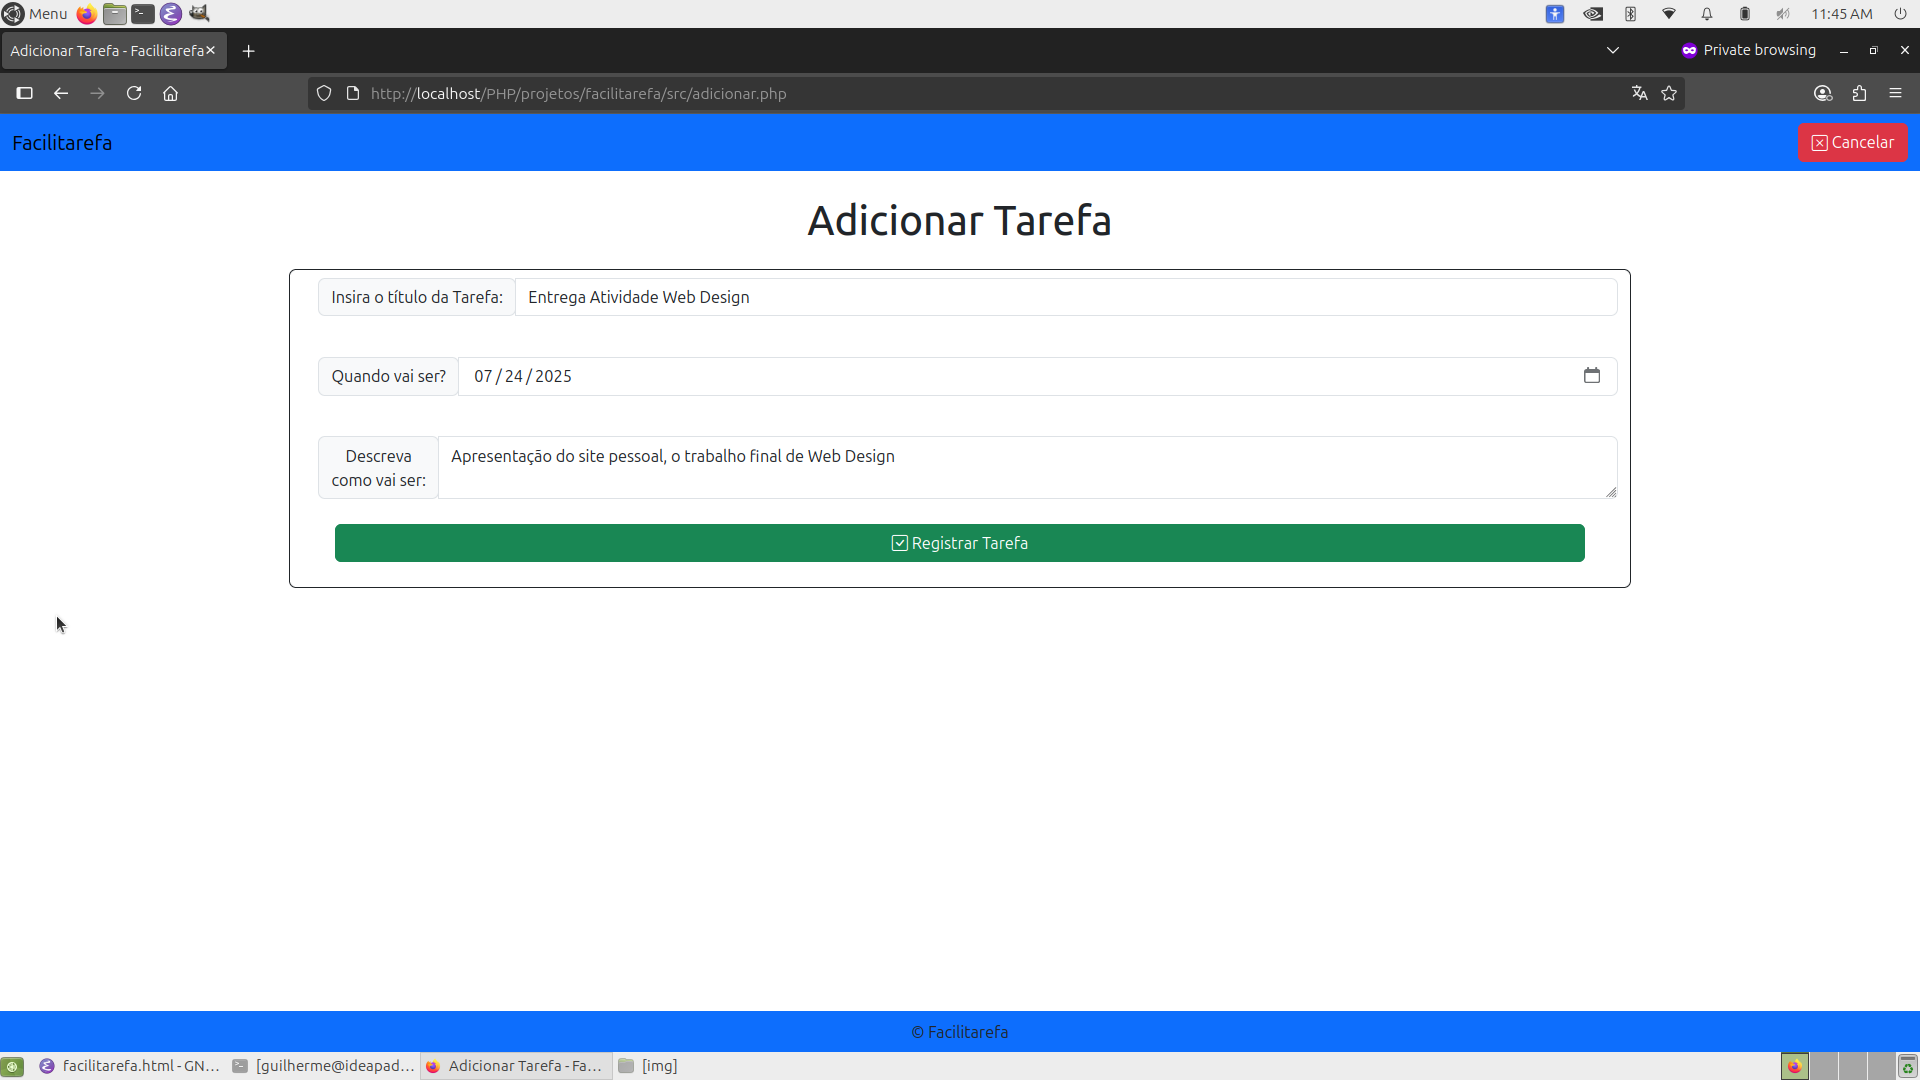 Menu
11:45 AM
Adicionar Tarefa - Facilitarefa
Private browsing
http://localhost/PHP/projetos/facilitarefa/src/adicionar.php
Facilitarefa
Cancelar
Adicionar Tarefa
Insira o título da Tarefa: Entrega Atividade Web Design
Quando vai ser? 07/24/2025
Descreva
como vai ser:
Apresentação do site pessoal, o trabalho final de Web Design
Registrar Tarefa
© Facilitarefa
facilitarefa.html - GN... [guilherme@ideapad... Adicionar Tarefa - Fa... [img]